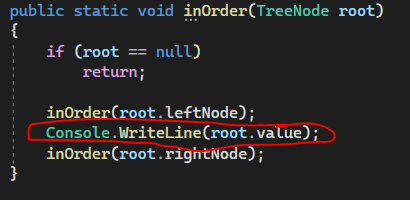 public static void inOrder(TreeNode root)
{
if (root == null)
return;
inOrder(root.leftNode);
Console.WriteLine(root.value);
inOrder(root.rightNode);
}